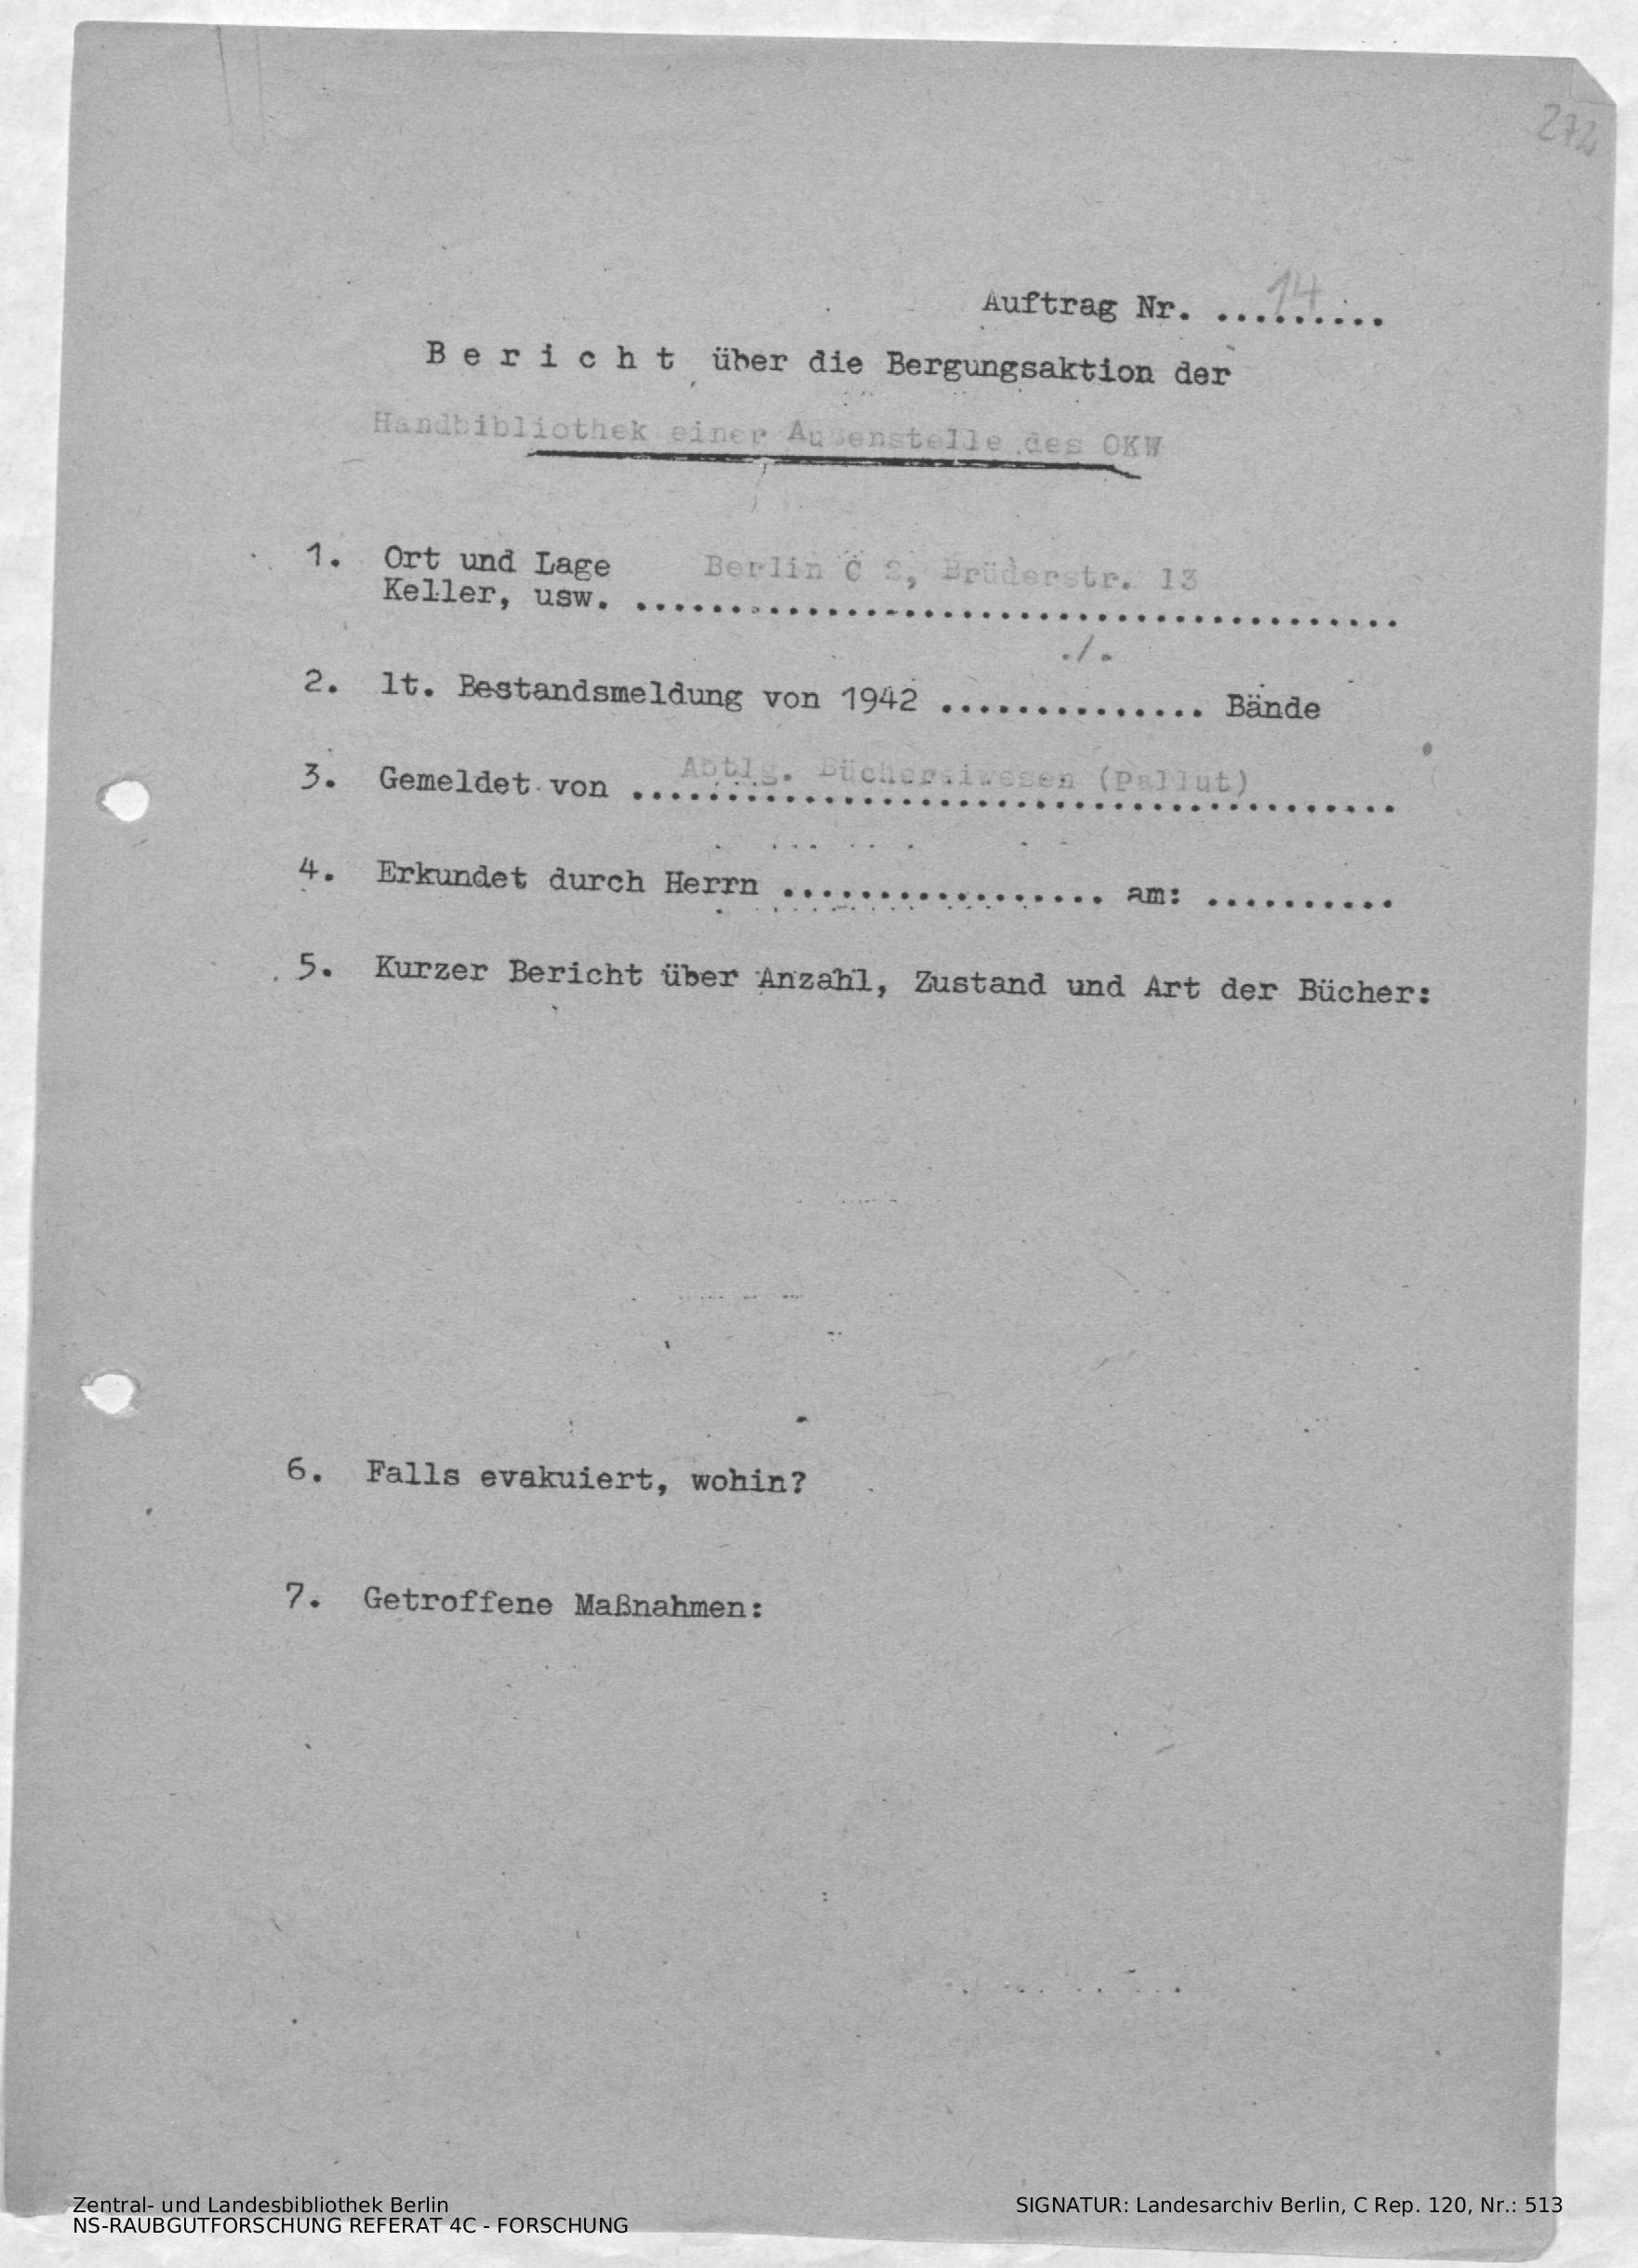 272
Auftrag Nr. .........
14
B e r i c h t über die Bergungsaktion der
Handbibliothek einer Außenstelle des OKW
1. Ort und Lage Berlin C 2, Brüderstr. 13
Keller, usw. ........................................
./.
2. lt. Bestandsmeldung von 1942 .............. Bände
3. Gemeldet von Abtlg. Büchereiwesen (Pallut)
4. Erkundet durch Herrn ................. am: ..........
5. Kurzer Bericht über Anzahl, Zustand und Art der Bücher:
6. Falls evakuiert, wohin?
7. Getroffene Maßnahmen:
Zentral- und Landesbibliothek Berlin
NS-RAUBGUTFORSCHUNG REFERAT 4C - FORSCHUNG
SIGNATUR: Landesarchiv Berlin, C Rep. 120, Nr.: 513